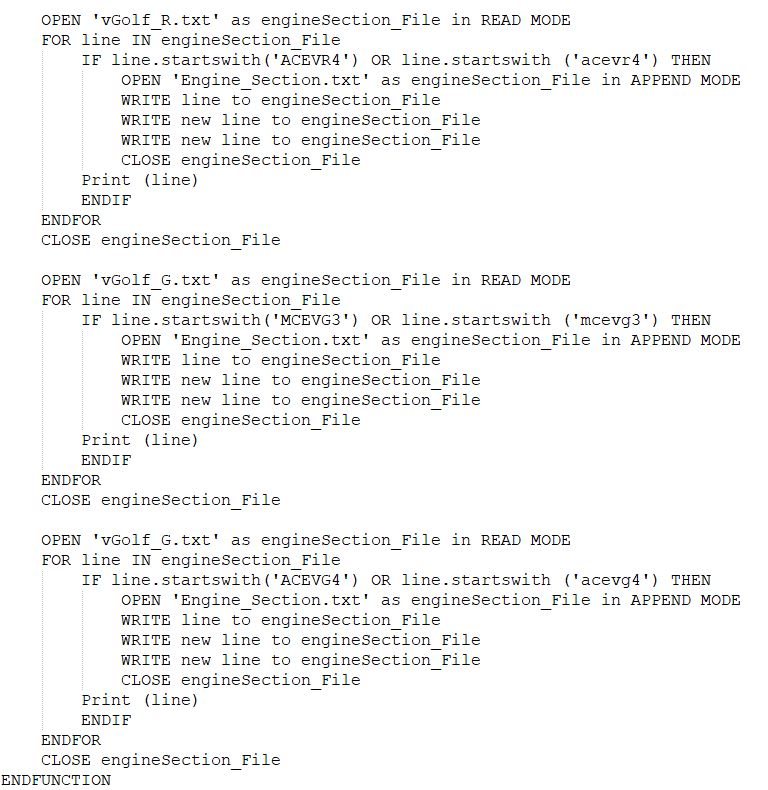 OPEN 'vGolf_R.txt' as engineSection_File in READ MODE
FOR line IN engineSection_File
IF line.startswith('ACEVR4') OR line.startswith ('acevr4') THEN
OPEN 'Engine_Section.txt' as engineSection_File in APPEND MODE
WRITE line to engineSection_File
WRITE new line to engineSection_File
WRITE new line to engineSection_File
CLOSE engineSection_File
Print (line)
ENDIF
ENDFOR
CLOSE engineSection_File
OPEN 'vGolf_G.txt' as engineSection_File in READ MODE
FOR line IN engineSection_File
IF line.startswith('MCEVG3') OR line.startswith ('mcevg3') THEN
OPEN 'Engine_Section.txt' as engineSection_File in APPEND MODE
WRITE line to engineSection_File
WRITE new line to engineSection_File
WRITE new line to engineSection_File
CLOSE engineSection_File
Print (line)
ENDIF
ENDFOR
CLOSE engineSection_File
OPEN 'vGolf_G.txt' as engineSection_File in READ MODE
FOR line IN engineSection_File
IF line.startswith('ACEVG4') OR line.startswith ('acevg4') THEN
OPEN 'Engine_Section.txt' as engineSection_File in APPEND MODE
WRITE line to engineSection_File
WRITE new line to engineSection_File
WRITE new line to engineSection_File
CLOSE engineSection_File
Print (line)
ENDIF
ENDFOR
CLOSE engineSection_File
ENDFUNCTION